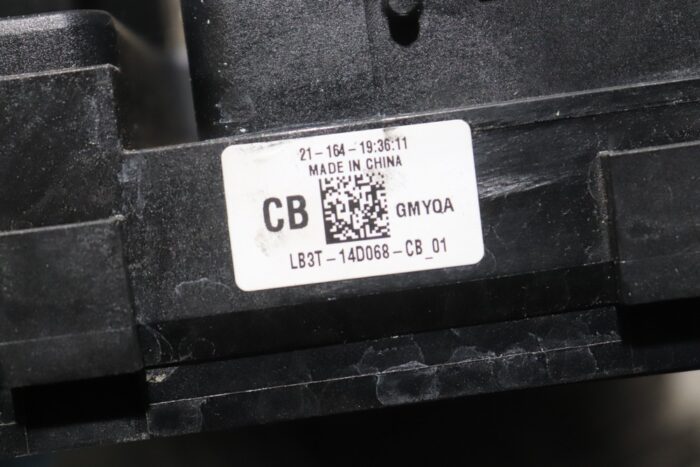 21-164-19:36:11
MADE IN CHINA
CB GMYQA
LB3T-14D068-CB_01